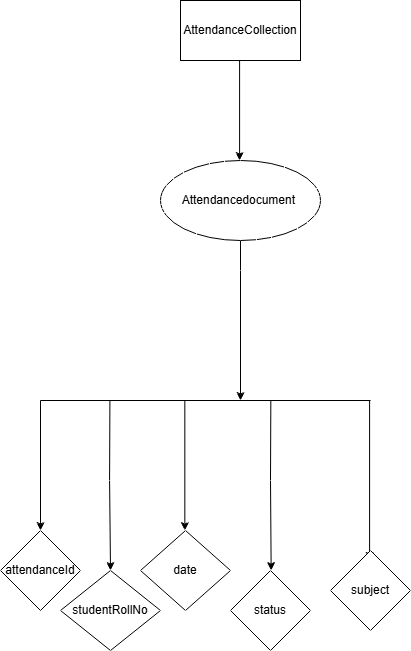 AttendanceCollection
Attendancedocument
attendanceId
studentRollNo
date
status
subject